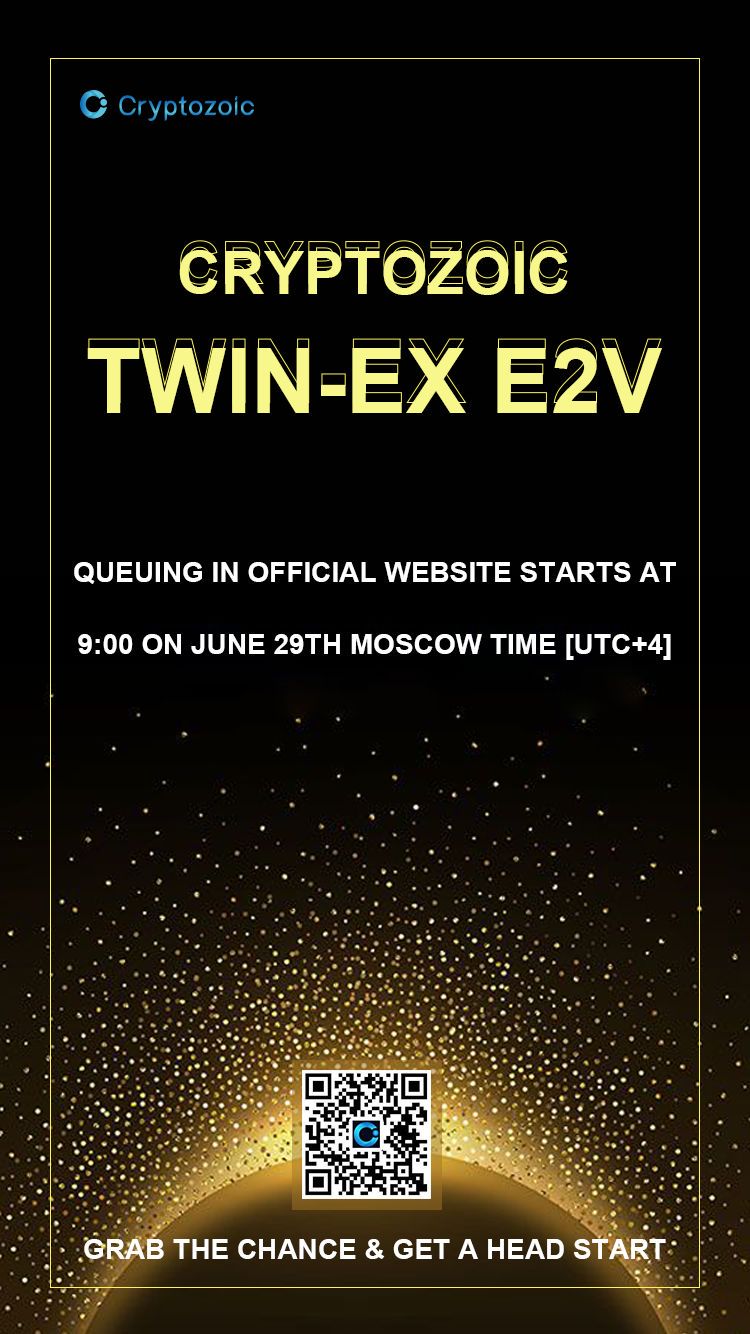 Cryptozoic
CRYPTOZOIC
TWIN-EX E2V
QUEUING IN OFFICIAL WEBSITE STARTS AT
9:00 ON JUNE 29TH MOSCOW TIME [UTC+4]
GRAB THE CHANCE & GET A HEAD START